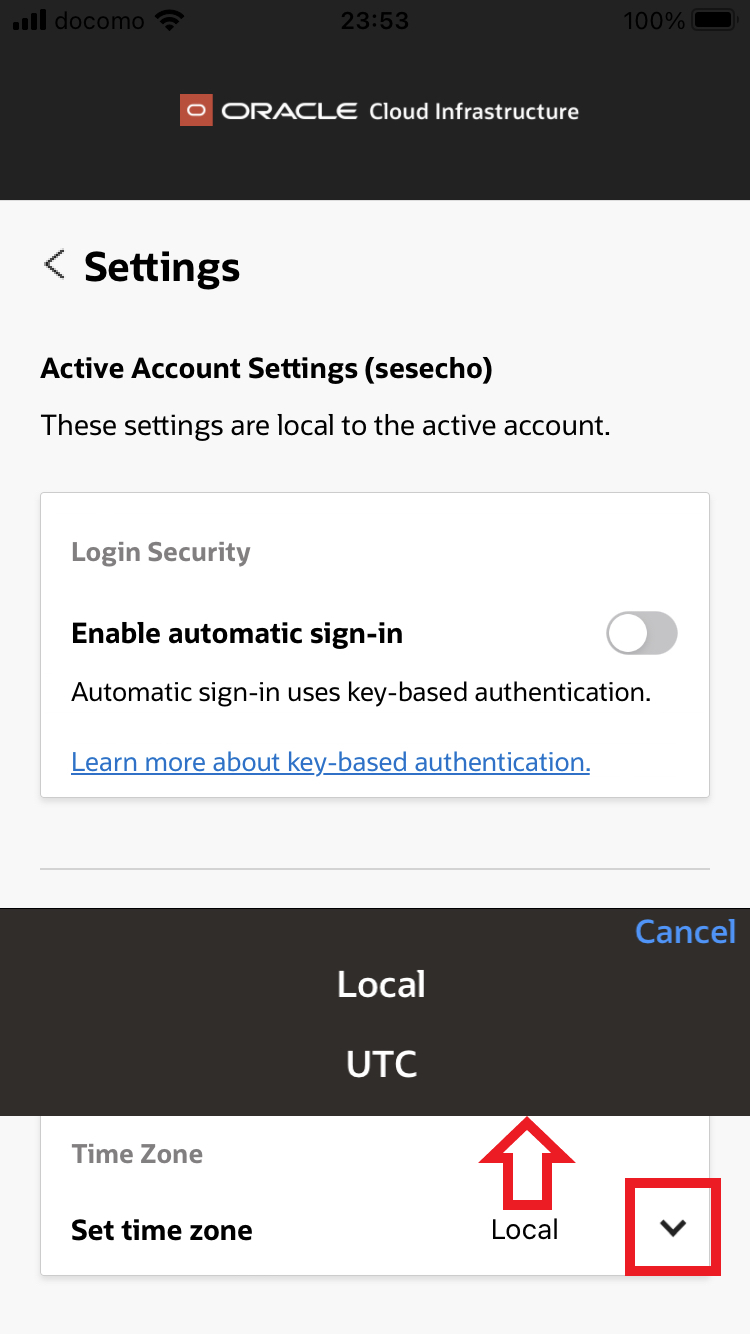 docomo 23:53 100%
ORACLE Cloud Infrastructure
Settings
Active Account Settings (sesecho)
These settings are local to the active account.
Login Security
Enable automatic sign-in
Automatic sign-in uses key-based authentication.
Learn more about key-based authentication.
Cancel
Local
UTC
Time Zone
Set time zone Local